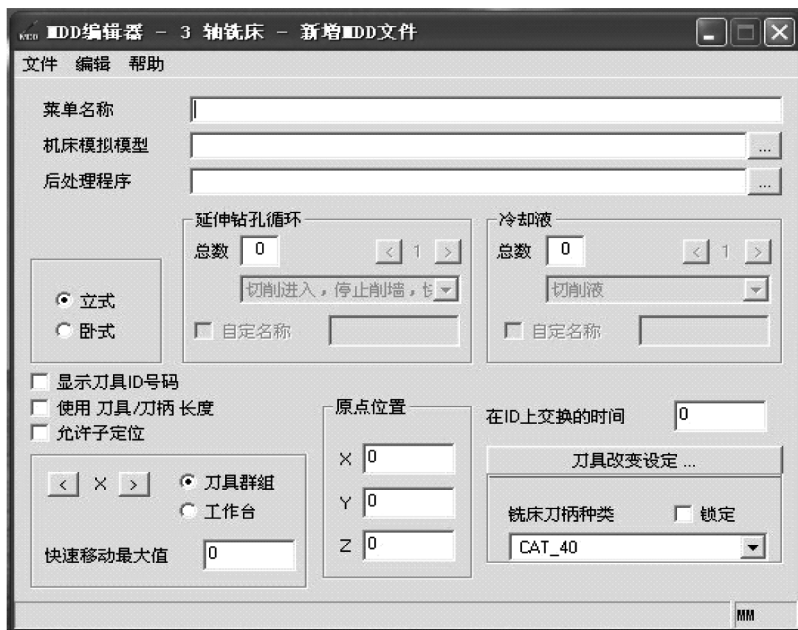 MDD编辑器 - 3 轴铣床 - 新增MDD文件
文件 编辑 帮助
菜单名称
机床模拟模型
...
后处理程序
...
延伸钻孔循环
总数 0 < 1 >
切削进入，停止削墙，
自定名称
冷却液
总数 0 < 1 >
切削液
自定名称
立式
卧式
显示刀具ID号码
使用 刀具/刀柄 长度
允许子定位
< X >
刀具群组
工作台
快速移动最大值 0
原点位置
X 0
Y 0
Z 0
在ID上交换的时间 0
刀具改变设定 ...
铣床刀柄种类 锁定
CAT_40
MM